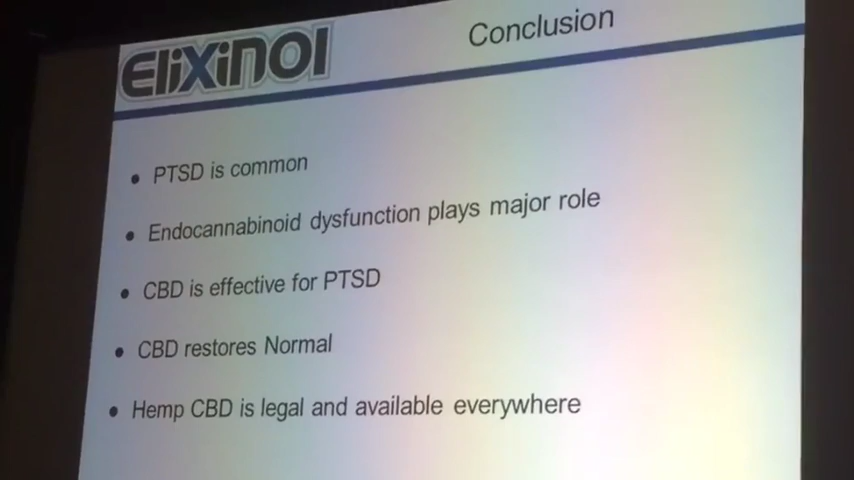 EliXinOl
Conclusion
• PTSD is common
• Endocannabinoid dysfunction plays major role
• CBD is effective for PTSD
• CBD restores Normal
• Hemp CBD is legal and available everywhere